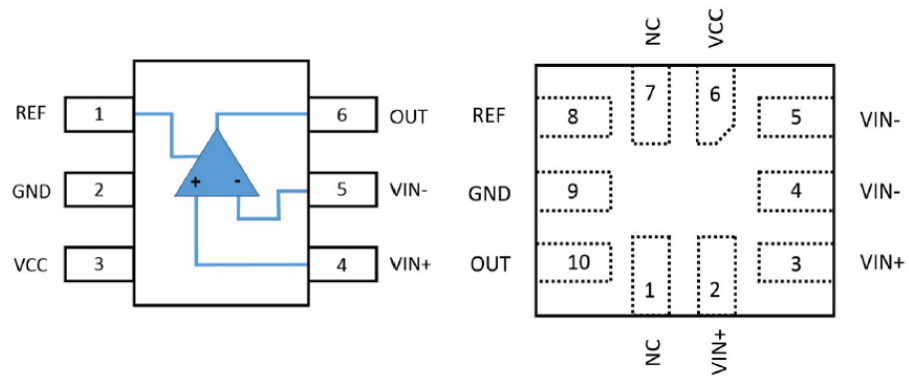 NC VCC
REF 1 6 OUT
GND 2 + - 5 VIN-
VCC 3 4 VIN+
7 6
REF 8 5 VIN-
GND 9 4 VIN-
OUT 10 3 VIN+
1 2
NC VIN+